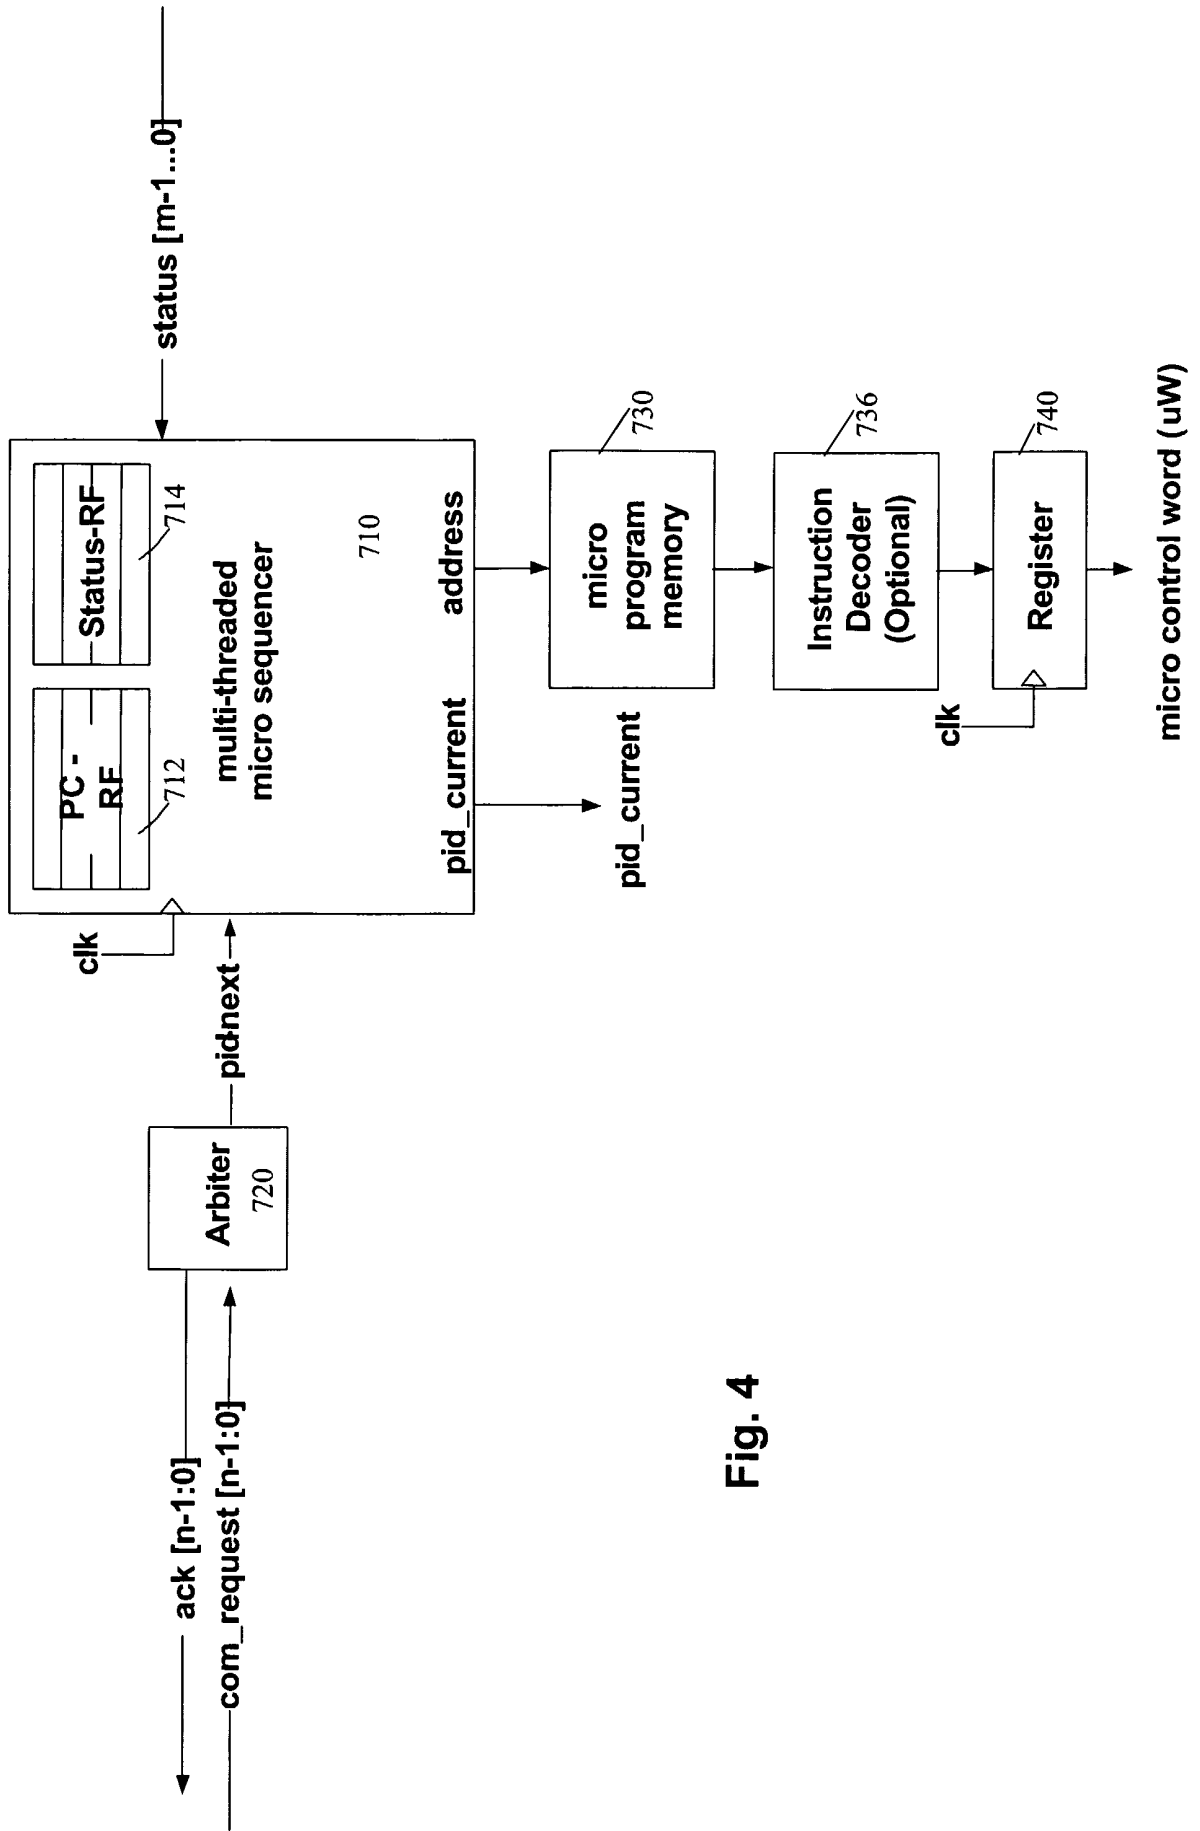 ack [n-1:0]
com_request [n-1:0]
Arbiter
720
pid-next
clk
PC -
RF
712
Status-RF
714
multi-threaded
micro sequencer
710
status [m-1...0]
pid_current
address
pid_current
micro
program
memory
730
Instruction
Decoder
(Optional)
736
clk
Register
740
micro control word (uW)
Fig. 4